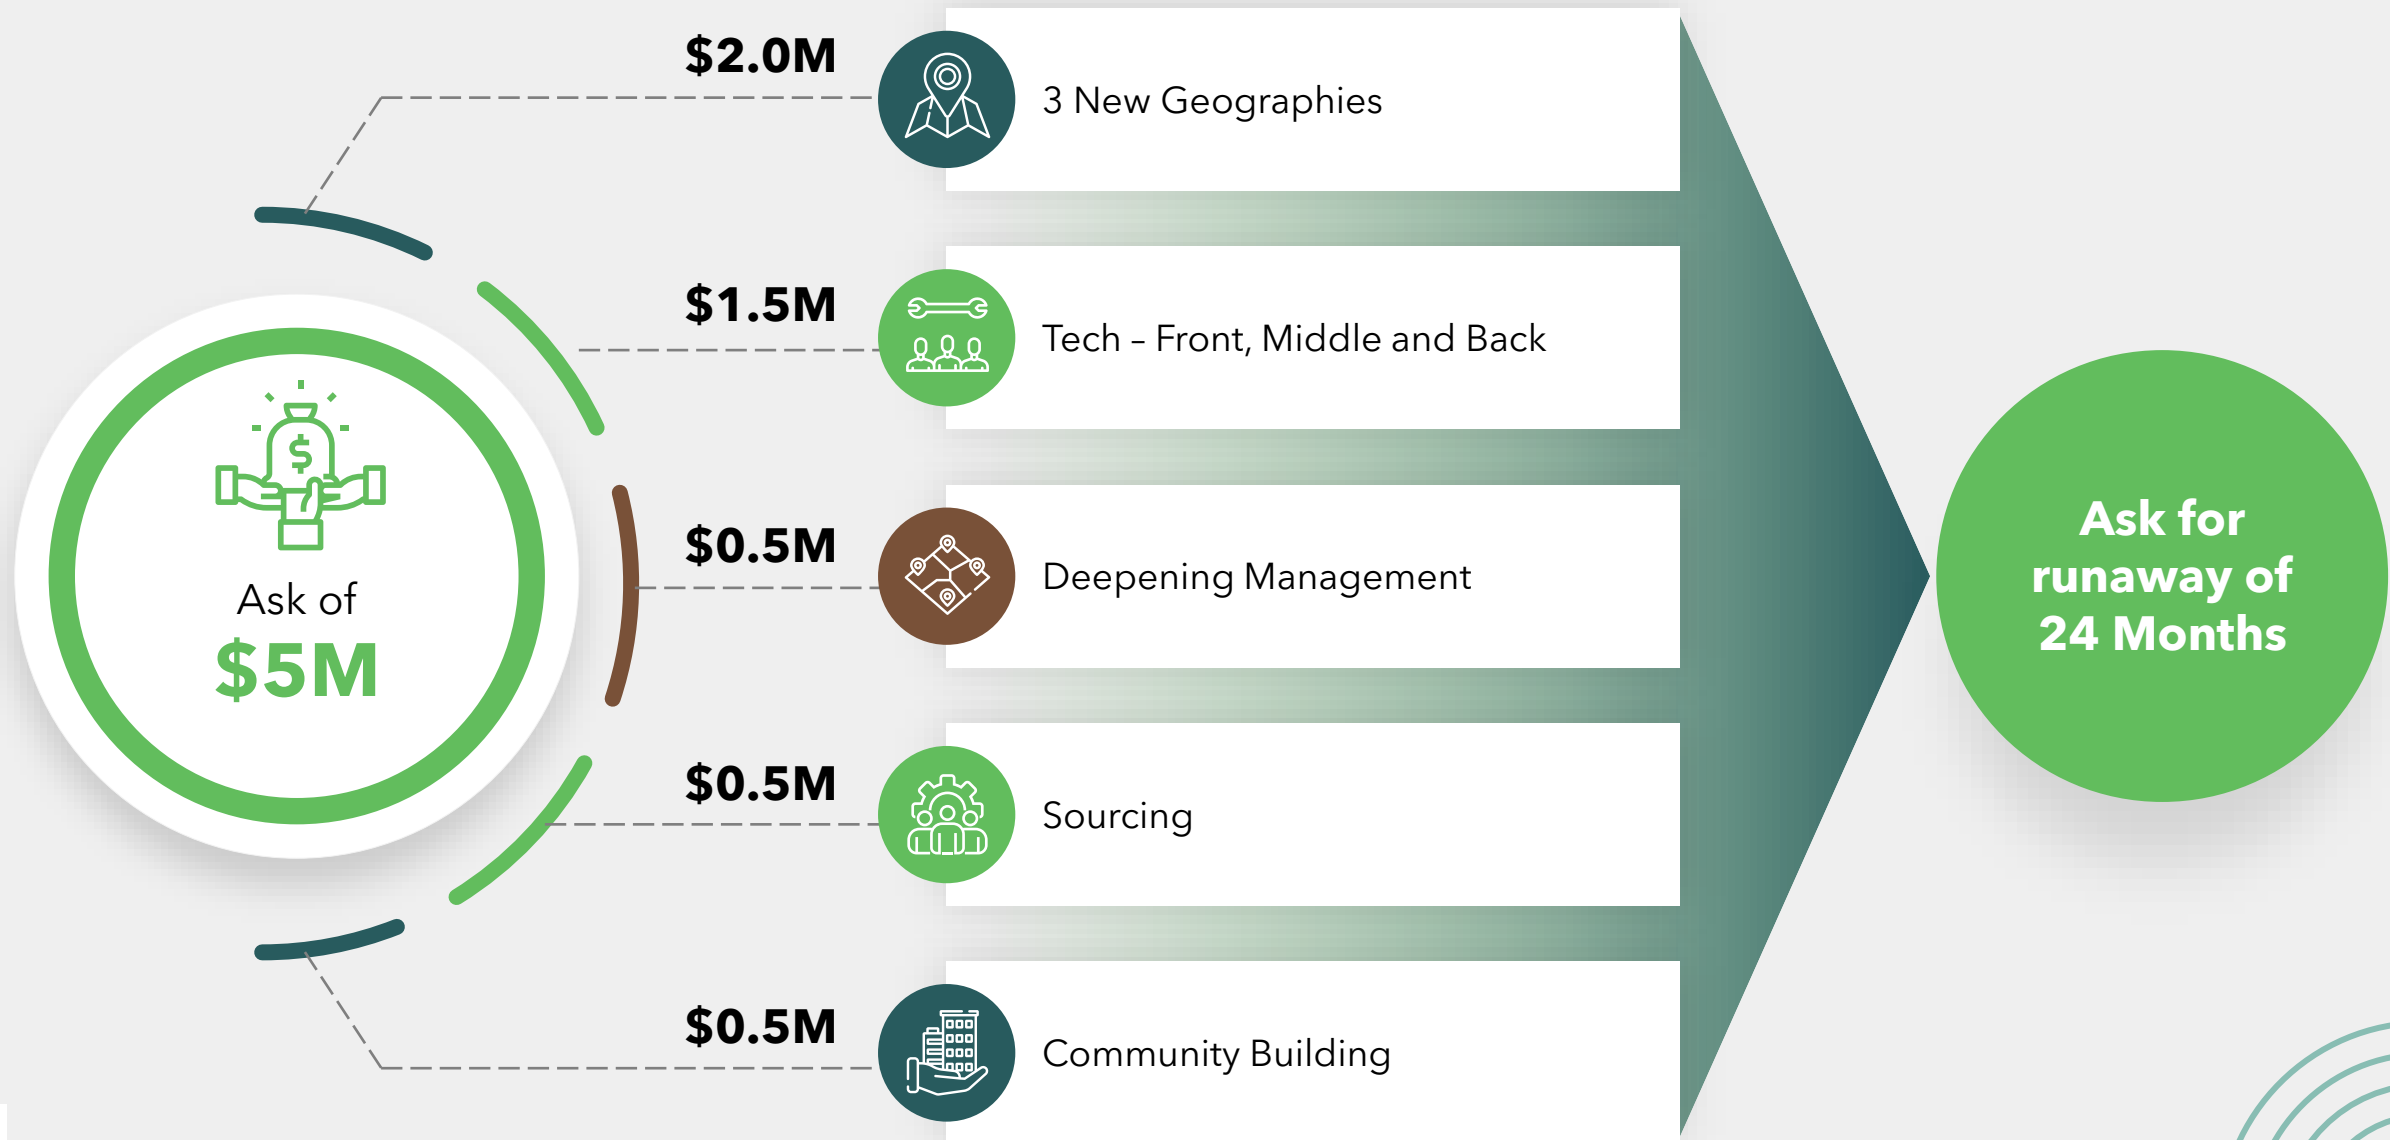 $2.0M
3 New Geographies
$1.5M
Tech – Front, Middle and Back
$0.5M
Deepening Management
$0.5M
Sourcing
$0.5M
Community Building
$
Ask of
$5M
Ask for
runaway of
24 Months